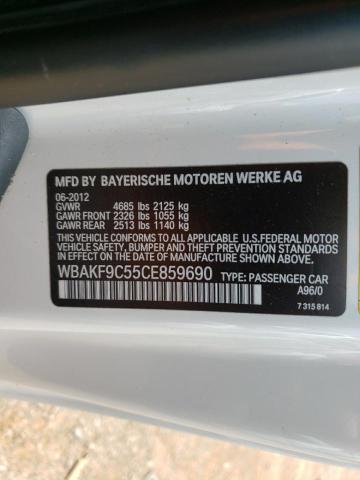 MFD BY BAYERISCHE MOTOREN WERKE AG
06-2012
GVWR 4685 lbs 2125 kg
GAWR FRONT 2326 lbs 1055 kg
GAWR REAR 2513 lbs 1140 kg
THIS VEHICLE CONFORMS TO ALL APPLICABLE U.S. FEDERAL MOTOR
VEHICLE SAFETY, BUMPER, AND THEFT PREVENTION STANDARDS
IN EFFECT ON THE DATE OF MANUFACTURE SHOWN ABOVE.
WBAKF9C55CE859690 TYPE: PASSENGER CAR
A96/0
7 315 814